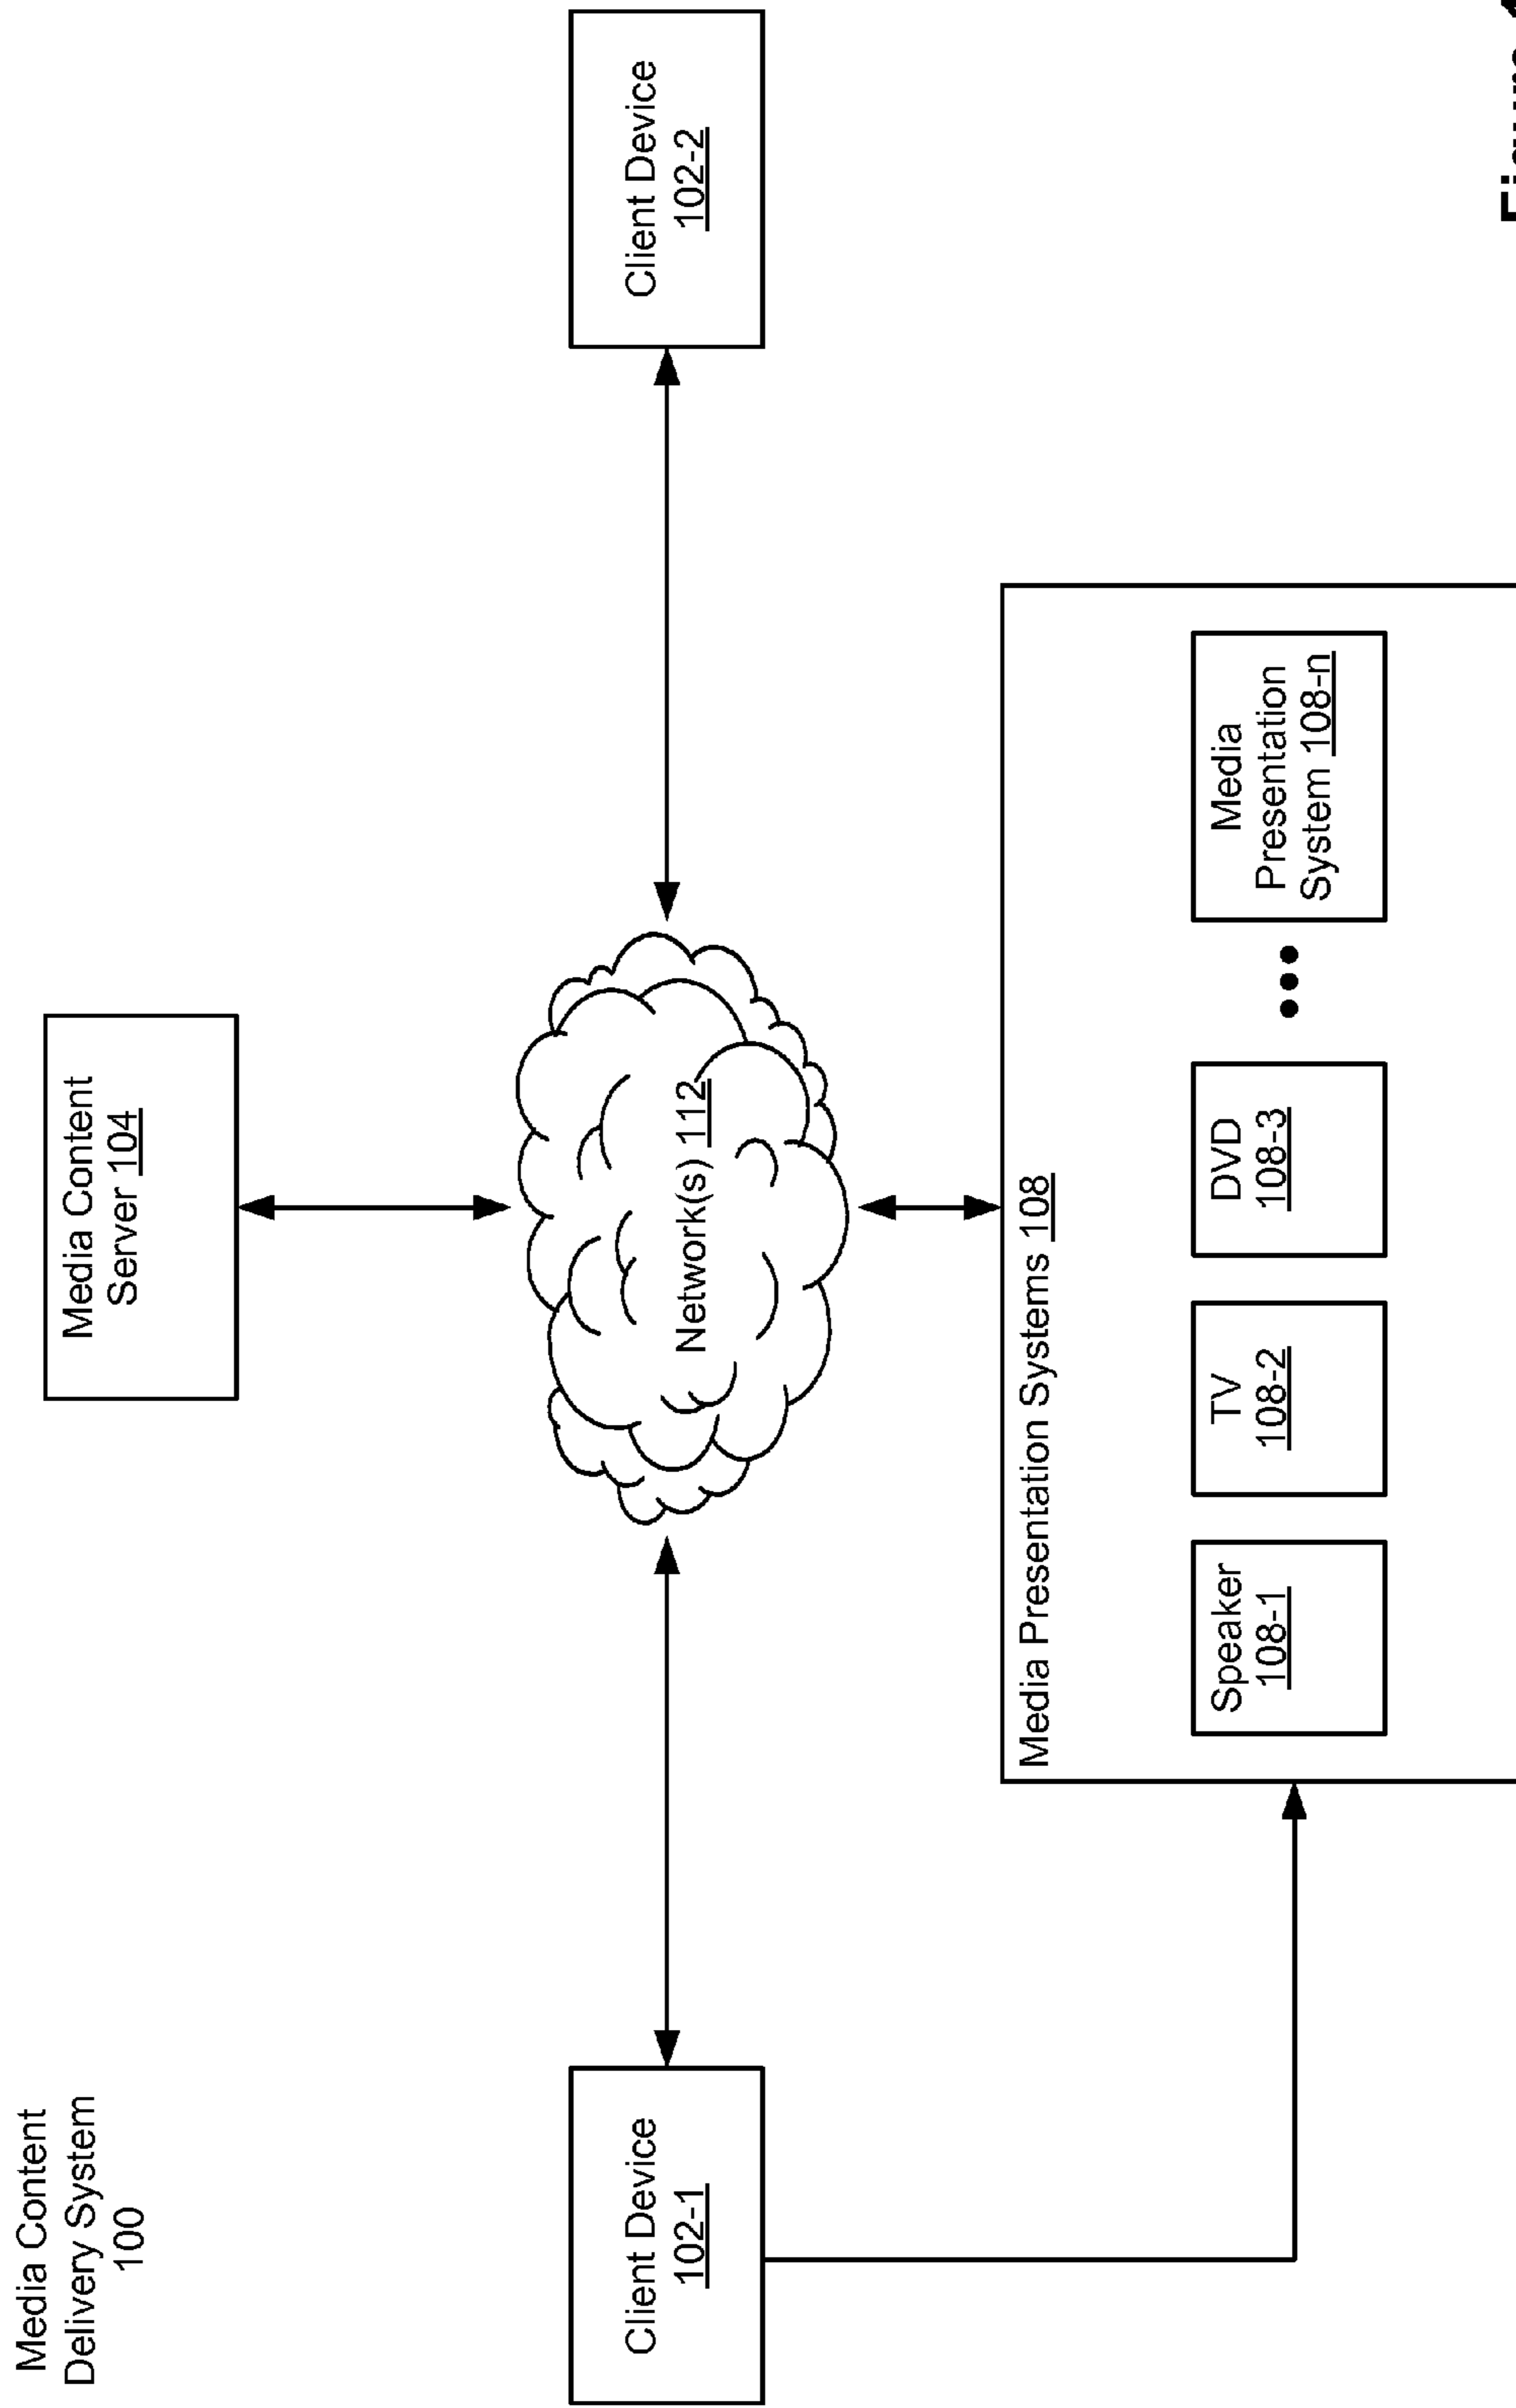 Media Content
Delivery System
100
Media Content
Server 104
Client Device
102-1
Network(s) 112
Client Device
102-2
Media Presentation Systems 108
Speaker
108-1
TV
108-2
DVD
108-3
Media
Presentation
System 108-n